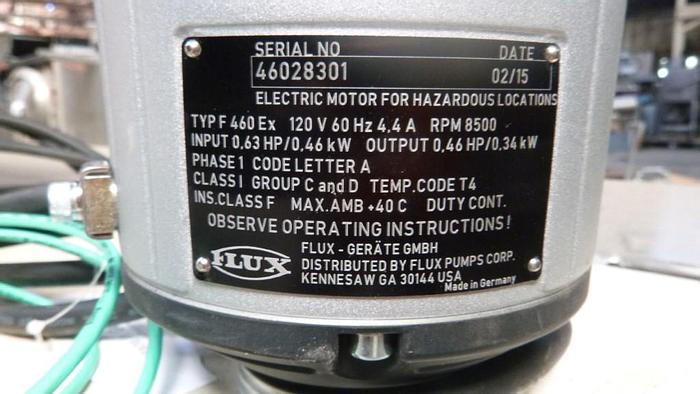 SERIAL NO DATE
46028301 02/15
ELECTRIC MOTOR FOR HAZARDOUS LOCATIONS
TYP F 460 Ex 120 V 60 Hz 4,4 A RPM 8500
INPUT 0,63 HP/0,46 kW OUTPUT 0,46 HP/0.34 kW
PHASE 1 CODE LETTER A
CLASS I GROUP C and D TEMP.CODE T4
INS.CLASS F MAX.AMB +40 C DUTY CONT.
OBSERVE OPERATING INSTRUCTIONS!
FLUX
FLUX - GERÄTE GMBH
DISTRIBUTED BY FLUX PUMPS CORP.
KENNESAW GA 30144 USA
Made in Germany